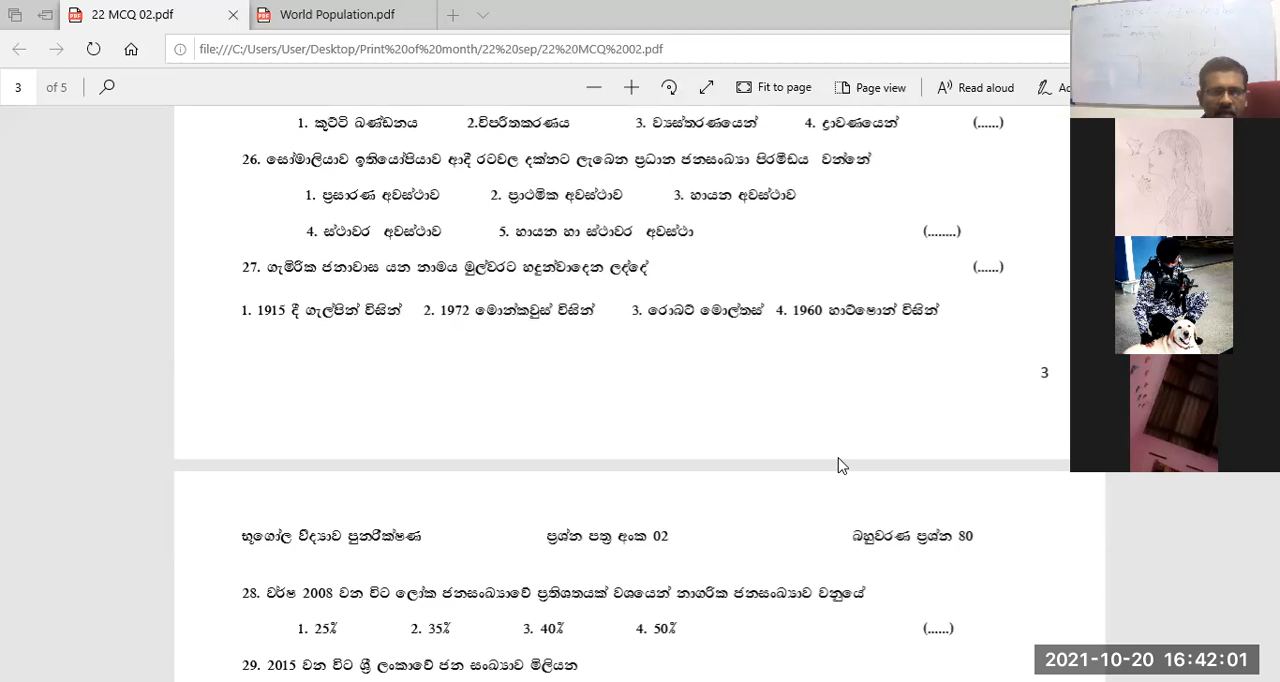 22 MCQ 02.pdf
World Population.pdf
file:///C:/Users/User/Desktop/Print%20of%20month/22%20sep/22%20MCQ%2002.pdf
3 of 5 Fit to page Page view Read aloud
1. කුට්ටි ඛණ්ඩනය 2.විපරීතකරණය 3. ව්‍යස්තරණයෙන් 4. ද්‍රාවණයෙන් (......)
26. සෝමාලියාව ඉතියෝපියාව ආදී රටවල දක්නට ලැබෙන ප්‍රධාන ජනසංඛ්‍යා පිරමීඩය වන්නේ
1. ප්‍රසාරණ අවස්ථාව 2. ප්‍රාථමික අවස්ථාව 3. හායන අවස්ථාව
4. ස්ථාවර අවස්ථාව 5. හායන හා ස්ථාවර අවස්ථා (........)
27. ගැමිරික ජනාවාස යන නාමය මුල්වරට හඳුන්වාදෙන ලද්දේ (......)
1. 1915 දී ගැල්පින් විසින් 2. 1972 මොන්කවුස් විසින් 3. රොබට් මොල්තස් 4. 1960 හාට්ෂොන් විසින්
3
භූගෝල විද්‍යාව පුනරීක්ෂණ ප්‍රශ්න පත්‍ර අංක 02 බහුවරණ ප්‍රශ්න 80
28. වර්ෂ 2008 වන විට ලෝක ජනසංඛ්‍යාවේ ප්‍රතිශතයක් වශයෙන් නාගරික ජනසංඛ්‍යාව වනුයේ
1. 25% 2. 35% 3. 40% 4. 50% (......)
29. 2015 වන විට ශ්‍රී ලංකාවේ ජන සංඛ්‍යාව මිලියන
2021-10-20 16:42:01